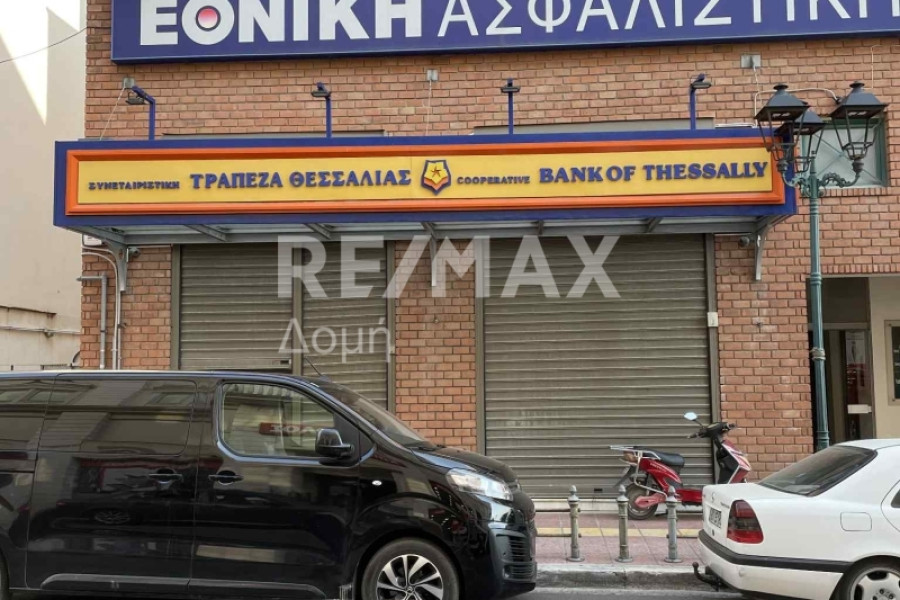 ΕΘΝΙΚΗ ΑΣΦΑΛΙΣΤΙΚΗ
ΣΥΝΕΤΑΙΡΙΣΤΙΚΗ ΤΡΑΠΕΖΑ ΘΕΣΣΑΛΙΑΣ COOPERATIVE BANK OF THESSALLY
RE/MAX
Δομή